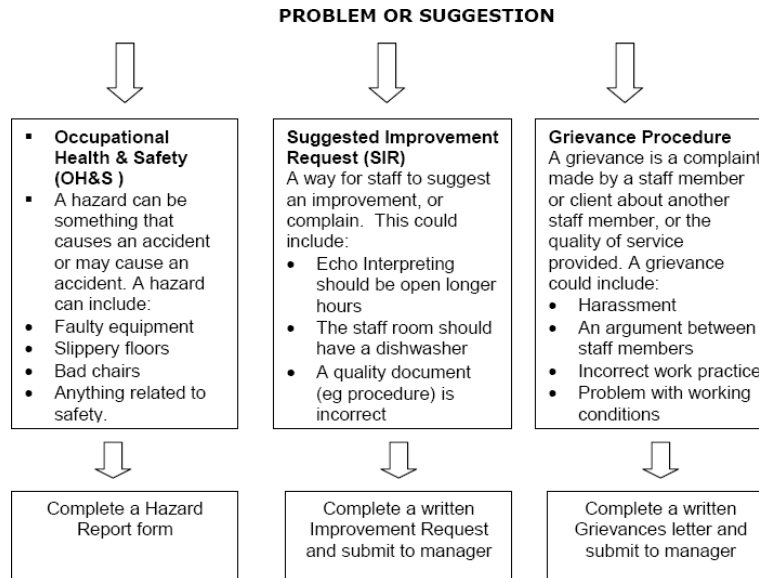 PROBLEM OR SUGGESTION
▪ Occupational
Health & Safety
(OH&S )
▪ A hazard can be
something that
causes an accident
or may cause an
accident. A hazard
can include:
• Faulty equipment
• Slippery floors
• Bad chairs
• Anything related to
safety.
Complete a Hazard
Report form
Suggested Improvement
Request (SIR)
A way for staff to suggest
an improvement, or
complain. This could
include:
• Echo Interpreting
should be open longer
hours
• The staff room should
have a dishwasher
• A quality document
(eg procedure) is
incorrect
Complete a written
Improvement Request
and submit to manager
Grievance Procedure
A grievance is a complaint
made by a staff member
or client about another
staff member, or the
quality of service
provided. A grievance
could include:
• Harassment
• An argument between
staff members
• Incorrect work practice
• Problem with working
conditions
Complete a written
Grievances letter and
submit to manager